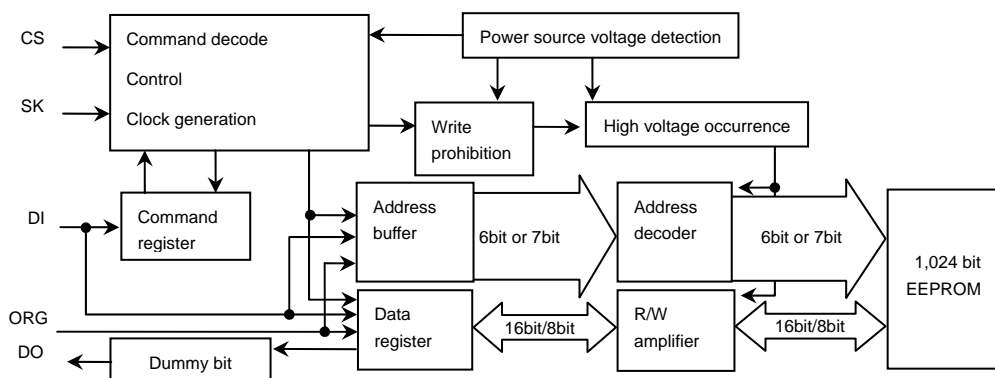 CS
Command decode
Power source voltage detection
Control
SK
Clock generation
Write
prohibition
High voltage occurrence
DI
Command
register
Address
buffer
6bit or 7bit
Address
decoder
6bit or 7bit
1,024 bit
EEPROM
ORG
Data
register
16bit/8bit
R/W
amplifier
16bit/8bit
DO
Dummy bit